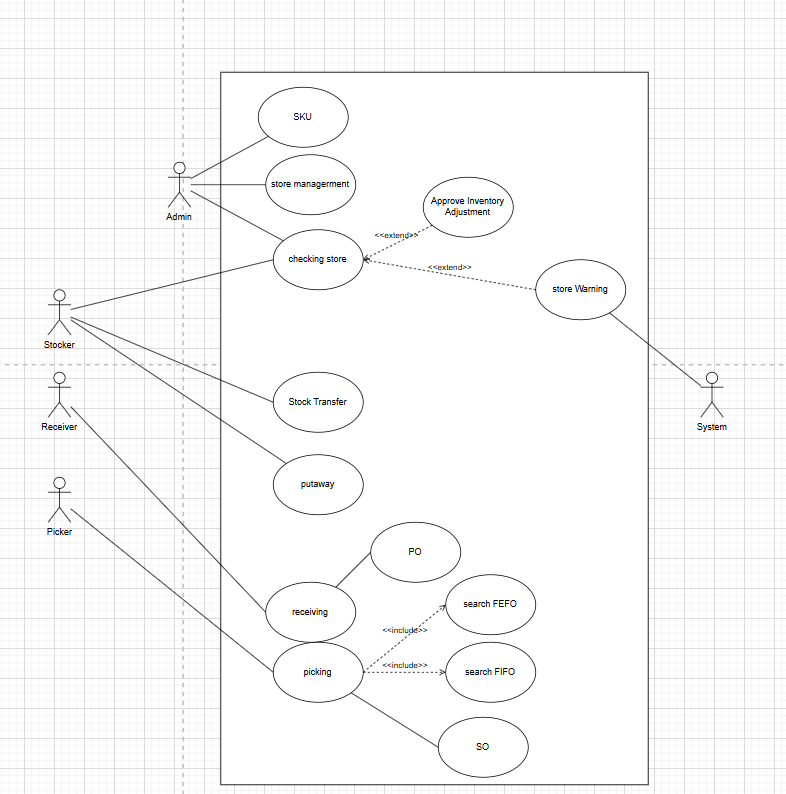 SKU
store managerment
Admin
Approve Inventory
Adjustment
<<extend>>
checking store
<<extend>>
store Warning
Stocker
Stock Transfer
Receiver
System
putaway
Picker
PO
search FEFO
receiving
<<include>>
<<include>>
picking
search FIFO
SO